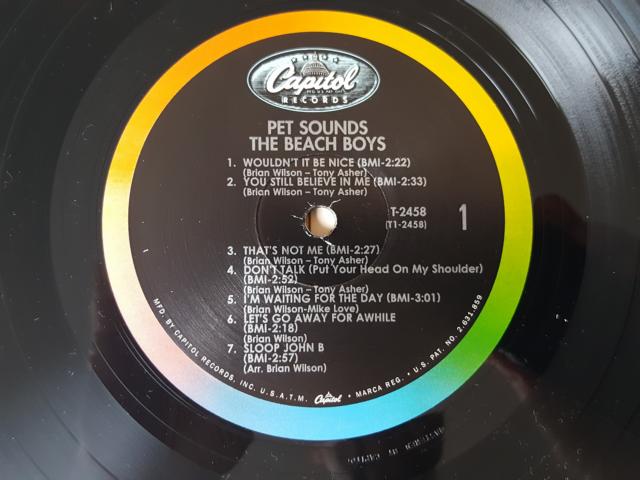 Capitol
RECORDS
PET SOUNDS
THE BEACH BOYS
1. WOULDN'T IT BE NICE (BMI-2:22)
(Brian Wilson – Tony Asher)
2. YOU STILL BELIEVE IN ME (BMI-2:33)
(Brian Wilson – Tony Asher)
T-2458
(T1-2458)
1
3. THAT'S NOT ME (BMI-2:27)
(Brian Wilson – Tony Asher)
4. DON'T TALK (Put Your Head On My Shoulder)
(BMI-2:52)
(Brian Wilson – Tony Asher)
5. I'M WAITING FOR THE DAY (BMI-3:01)
(Brian Wilson-Mike Love)
6. LET'S GO AWAY FOR AWHILE
(BMI-2:18)
(Brian Wilson)
7. SLOOP JOHN B
(BMI-2:57)
(Arr. Brian Wilson)
MFD. BY CAPITOL RECORDS, INC. U.S.A. T.M. Capitol • MARCA REG. • U.S. PAT. NO. 2,631,859